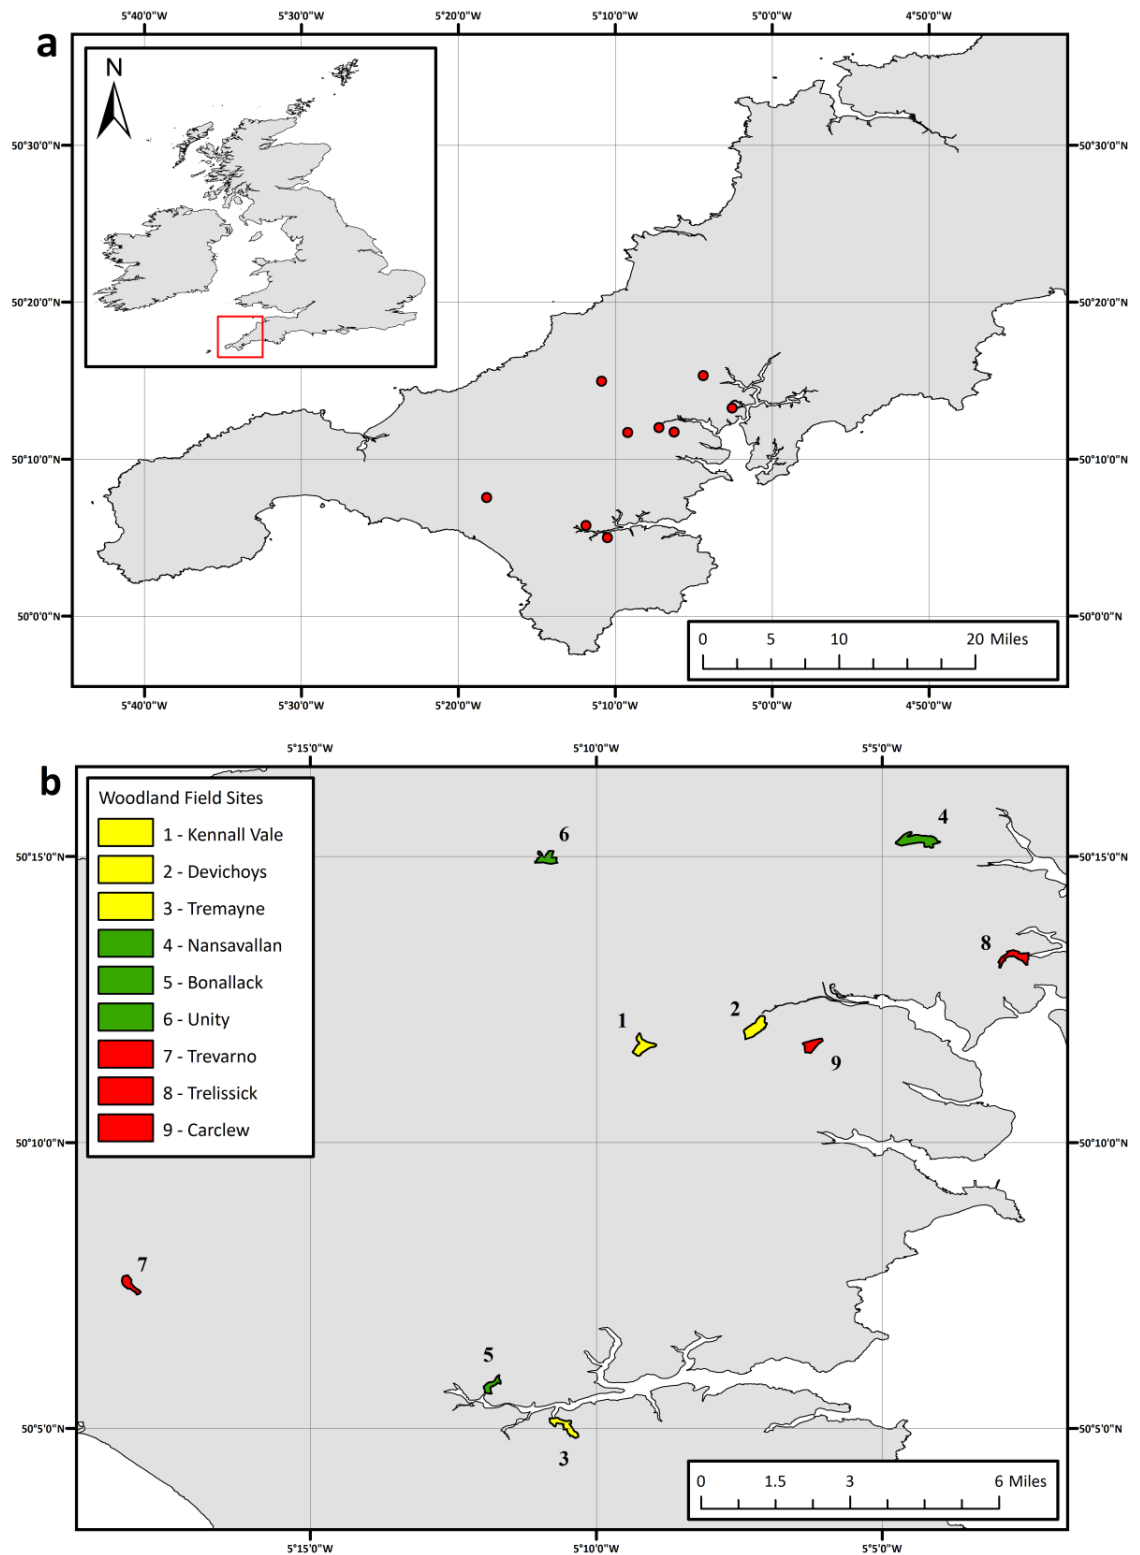 5°40'0"W 5°30'0"W 5°20'0"W 5°10'0"W 5°0'0"W 4°50'0"W
a
N
50°30'0"N 50°30'0"N
50°20'0"N 50°20'0"N
50°10'0"N 50°10'0"N
50°0'0"N 50°0'0"N
0 5 10 20 Miles
5°40'0"W 5°30'0"W 5°20'0"W 5°10'0"W 5°0'0"W 4°50'0"W
5°15'0"W 5°10'0"W 5°5'0"W
b
Woodland Field Sites
1 - Kennall Vale
2 - Devichoys
3 - Tremayne
4 - Nansavallan
5 - Bonallack
6 - Unity
7 - Trevarno
8 - Trelissick
9 - Carclew
4
6
50°15'0"N 50°15'0"N
8
2
1
9
50°10'0"N 50°10'0"N
7
5
50°5'0"N 50°5'0"N
3
0 1.5 3 6 Miles
5°15'0"W 5°10'0"W 5°5'0"W